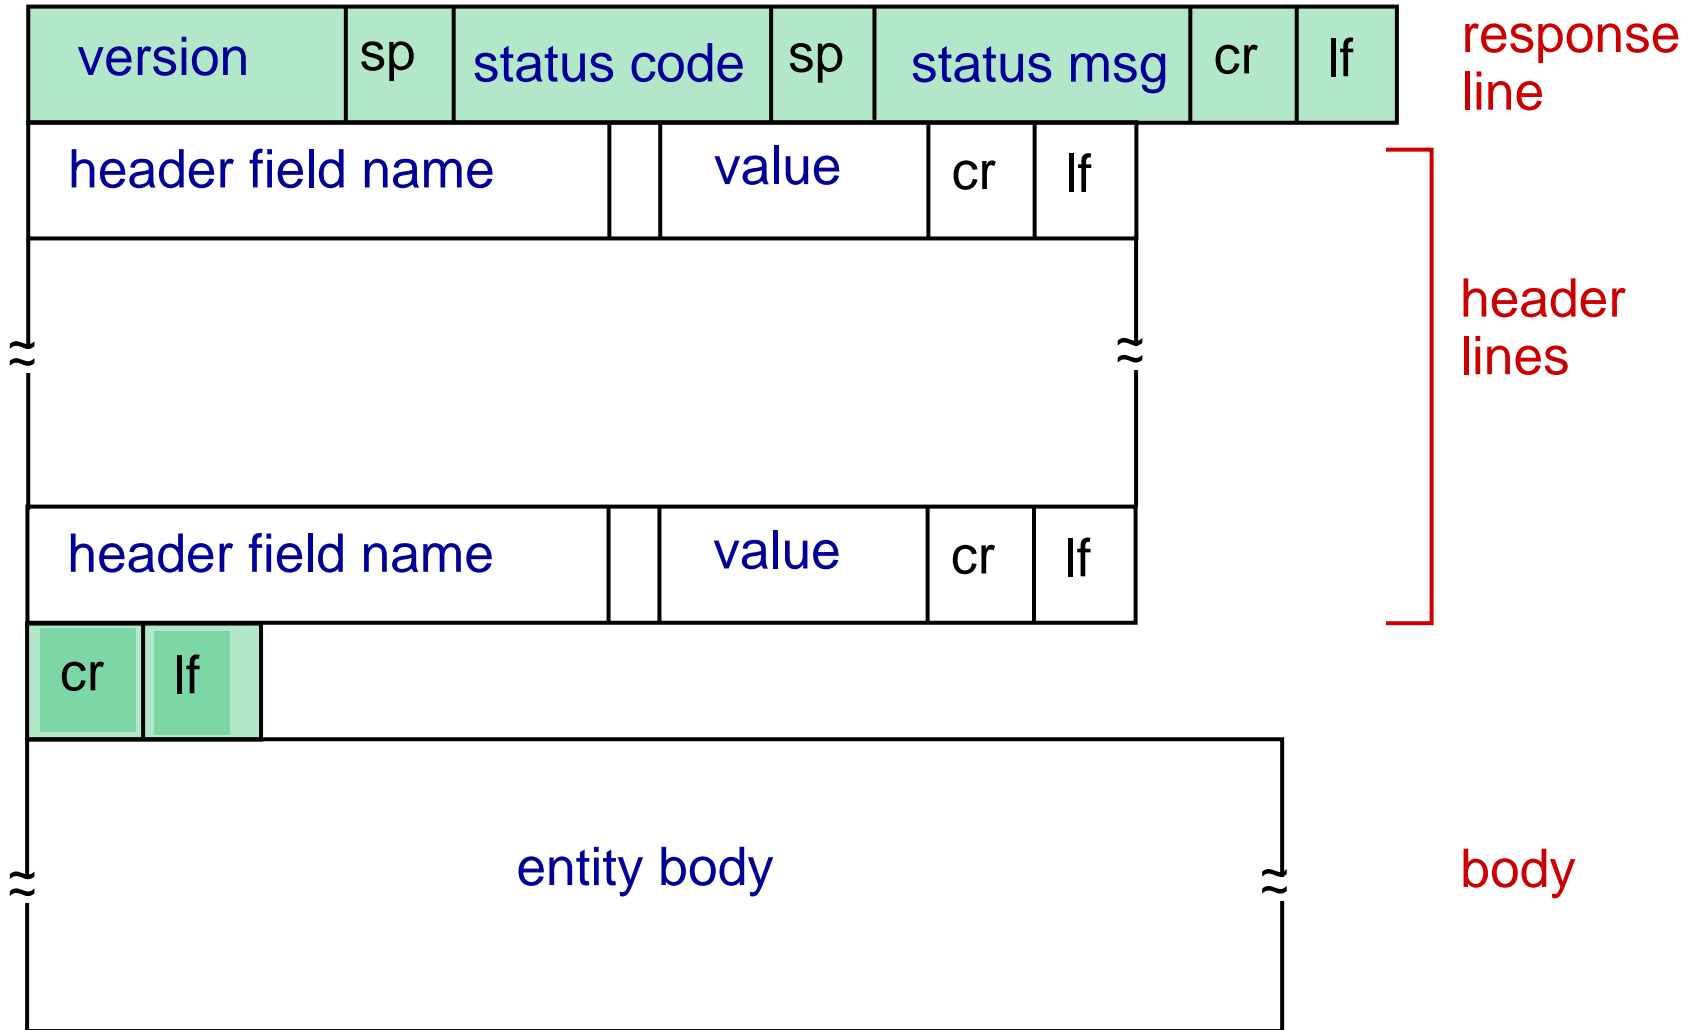 version sp status code sp status msg cr lf
response
line
header field name value cr lf
header
lines
header field name value cr lf
cr lf
entity body
body